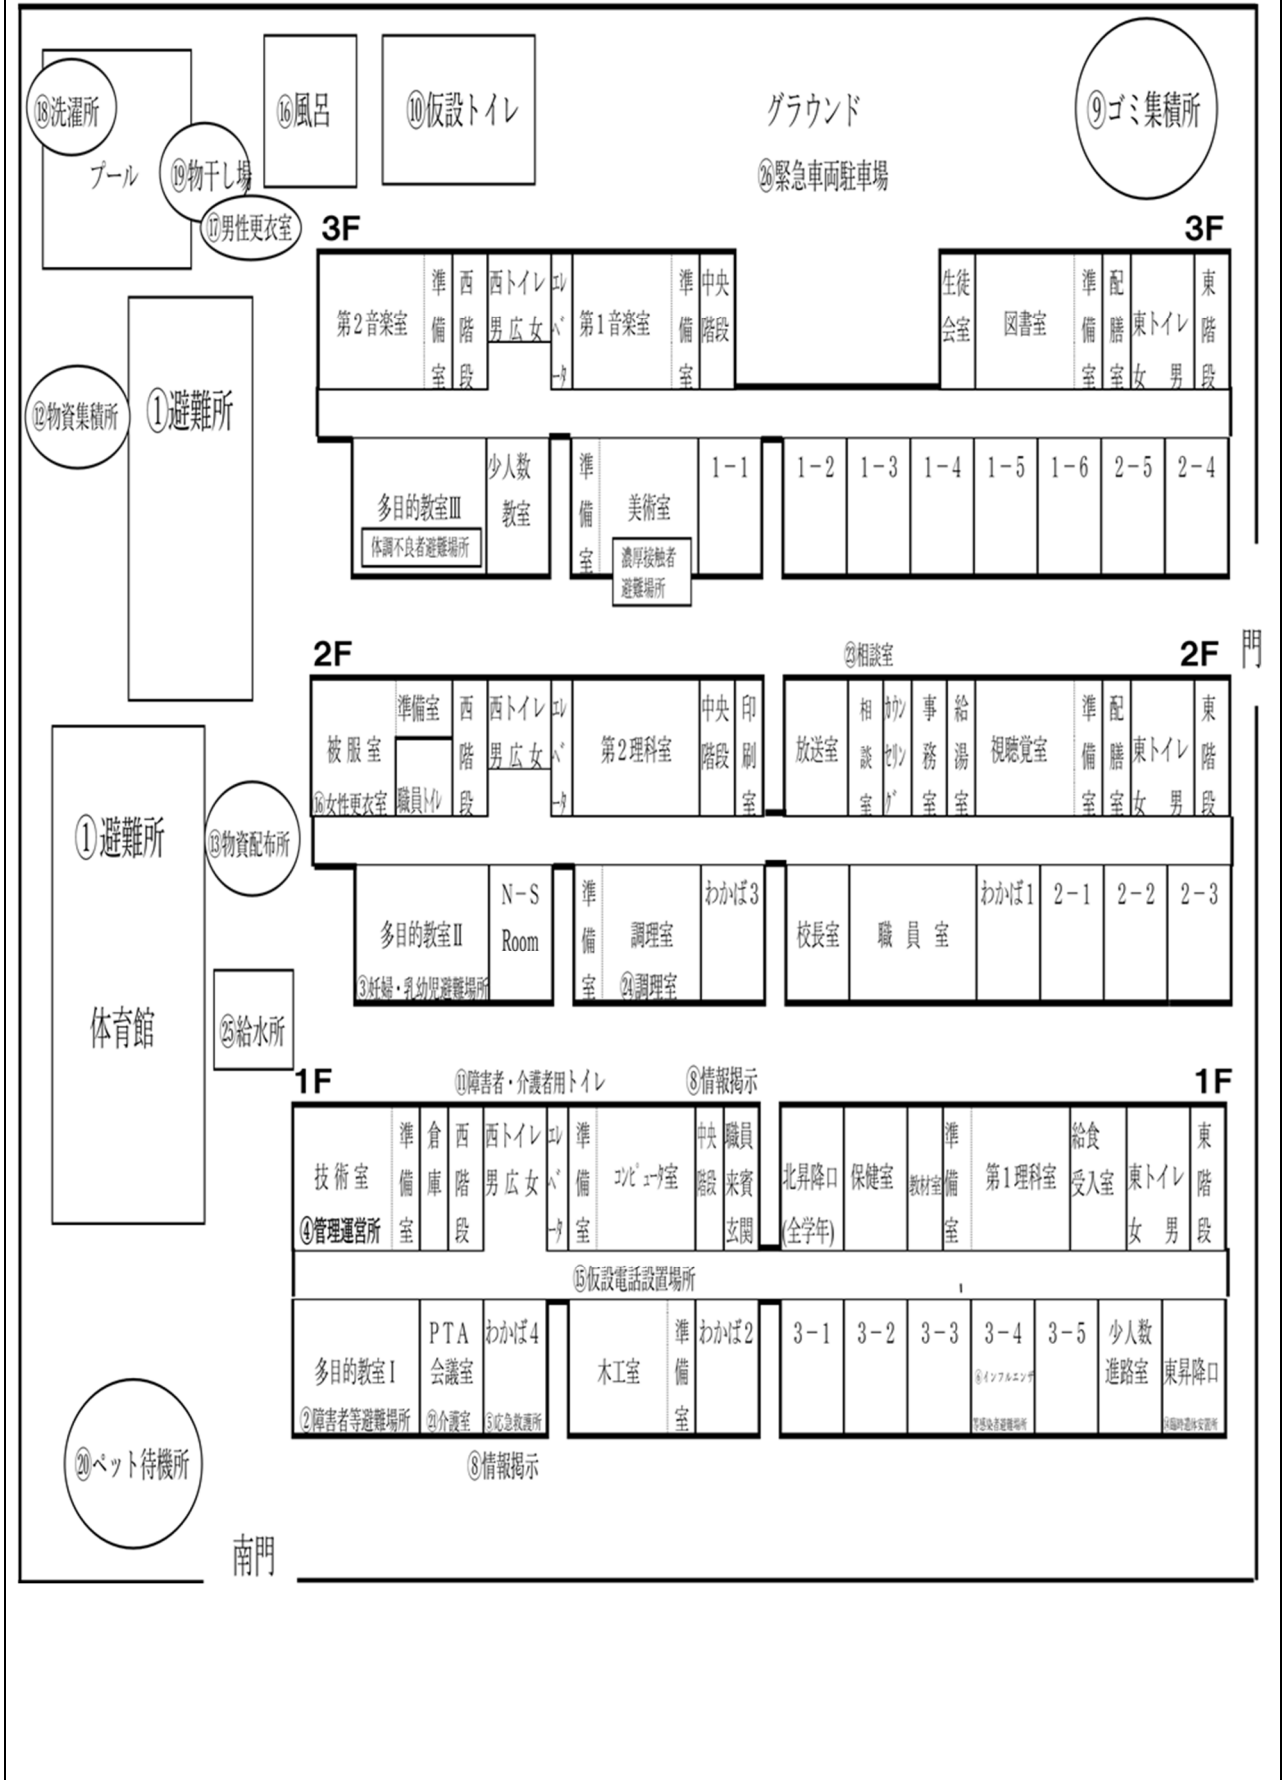 ⑱洗濯所
プール
⑲物干し場
⑰男性更衣室
⑯風呂
⑩仮設トイレ
グラウンド
㉖緊急車両駐車場
⑨ゴミ集積所
⑫物資集積所
①避難所
3F
3F
第2音楽室
準備室
西階段
西トイレ
男広女
エレベータ
第1音楽室
準備室
中央階段
生徒会室
図書室
準備室
配膳室
東トイレ
女 男
東階段
多目的教室Ⅲ
体調不良者避難場所
少人数教室
準備室
美術室
濃厚接触者
避難場所
1-1
1-2
1-3
1-4
1-5
1-6
2-5
2-4
門
2F
㉓相談室
2F
被服室
⑯女性更衣室
準備室
職員トイレ
西階段
西トイレ
男広女
エレベータ
第2理科室
中央階段
印刷室
放送室
相談室
カウンセリング
事務室
給湯室
視聴覚室
準備室
配膳室
東トイレ
女 男
東階段
多目的教室Ⅱ
③妊婦・乳幼児避難場所
N-S
Room
準備室
調理室
㉔調理室
わかば3
校長室
職員室
わかば1
2-1
2-2
2-3
①避難所
体育館
⑬物資配布所
㉕給水所
1F
⑪障害者・介護者用トイレ
⑧情報掲示
1F
技術室
④管理運営所
準備室
倉庫
西階段
西トイレ
男広女
エレベータ
準備室
コンピュータ室
中央階段
職員来賓玄関
北昇降口
(全学年)
保健室
教材室
準備室
第1理科室
給食受入室
東トイレ
女 男
東階段
⑮仮設電話設置場所
多目的教室Ⅰ
②障害者等避難場所
PTA
会議室
㉑介護室
わかば4
⑤応急救護所
木工室
準備室
わかば2
3-1
3-2
3-3
3-4
⑥インフルエンザ
等感染者避難場所
3-5
少人数
進路室
東昇降口
臨時遺体安置所
⑧情報掲示
⑳ペット待機所
南門